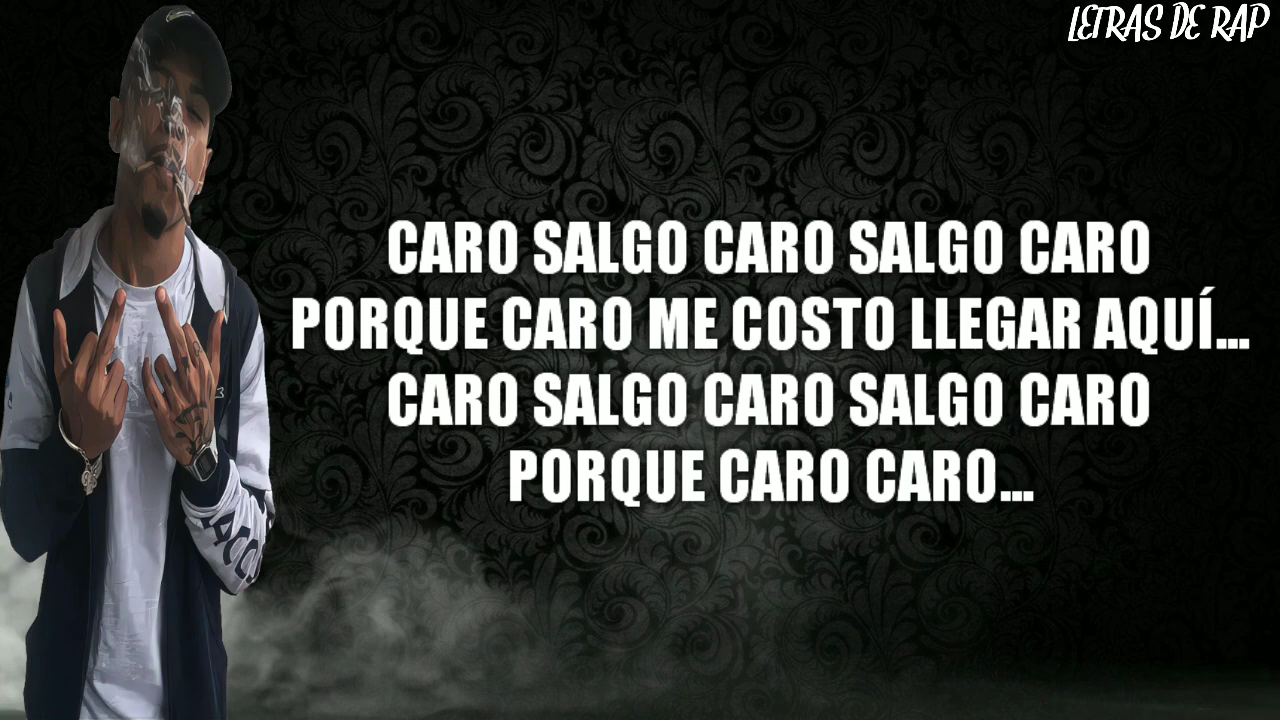 LETRAS DE RAP
CARO SALGO CARO SALGO CARO
PORQUE CARO ME COSTO LLEGAR AQUÍ...
CARO SALGO CARO SALGO CARO
PORQUE CARO CARO...